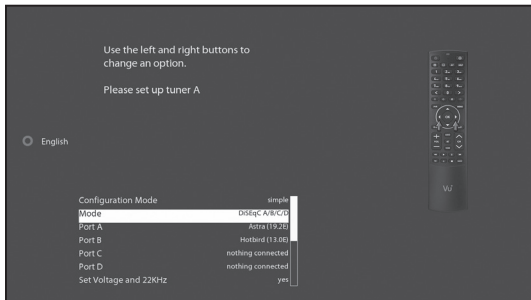 Use the left and right buttons to
change an option.
Please set up tuner A
English
Configuration Mode simple
Mode DiSEqC A/B/C/D
Port A Astra (19.2E)
Port B Hotbird (13.0E)
Port C nothing connected
Port D nothing connected
Set Voltage and 22KHz yes
OK
Vu